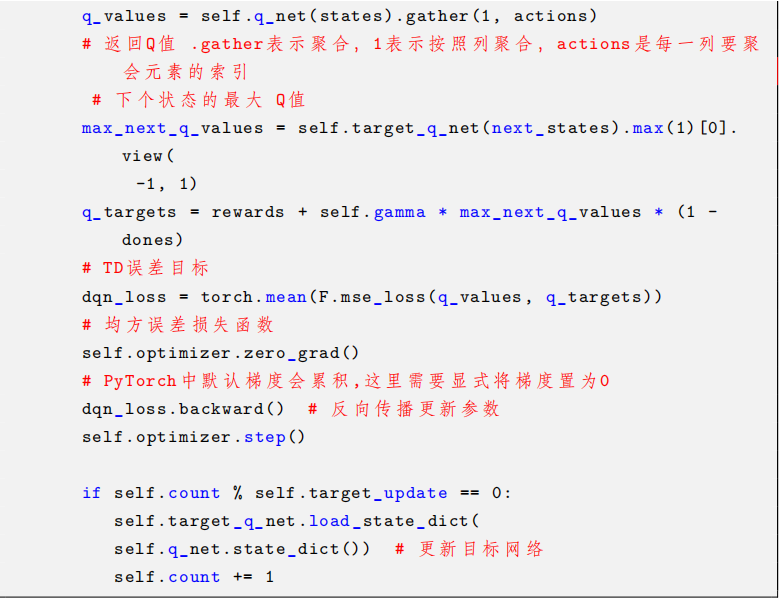 q_values = self.q_net(states).gather(1, actions)
# 返回Q值 .gather表示聚合, 1表示按照列聚合, actions是每一列要聚
会元素的索引
# 下个状态的最大 Q值
max_next_q_values = self.target_q_net(next_states).max(1)[0].
view(
-1, 1)
q_targets = rewards + self.gamma * max_next_q_values * (1 -
dones)
# TD误差目标
dqn_loss = torch.mean(F.mse_loss(q_values, q_targets))
# 均方误差损失函数
self.optimizer.zero_grad()
# PyTorch中默认梯度会累积,这里需要显式将梯度置为0
dqn_loss.backward() # 反向传播更新参数
self.optimizer.step()
if self.count % self.target_update == 0:
self.target_q_net.load_state_dict(
self.q_net.state_dict()) # 更新目标网络
self.count += 1